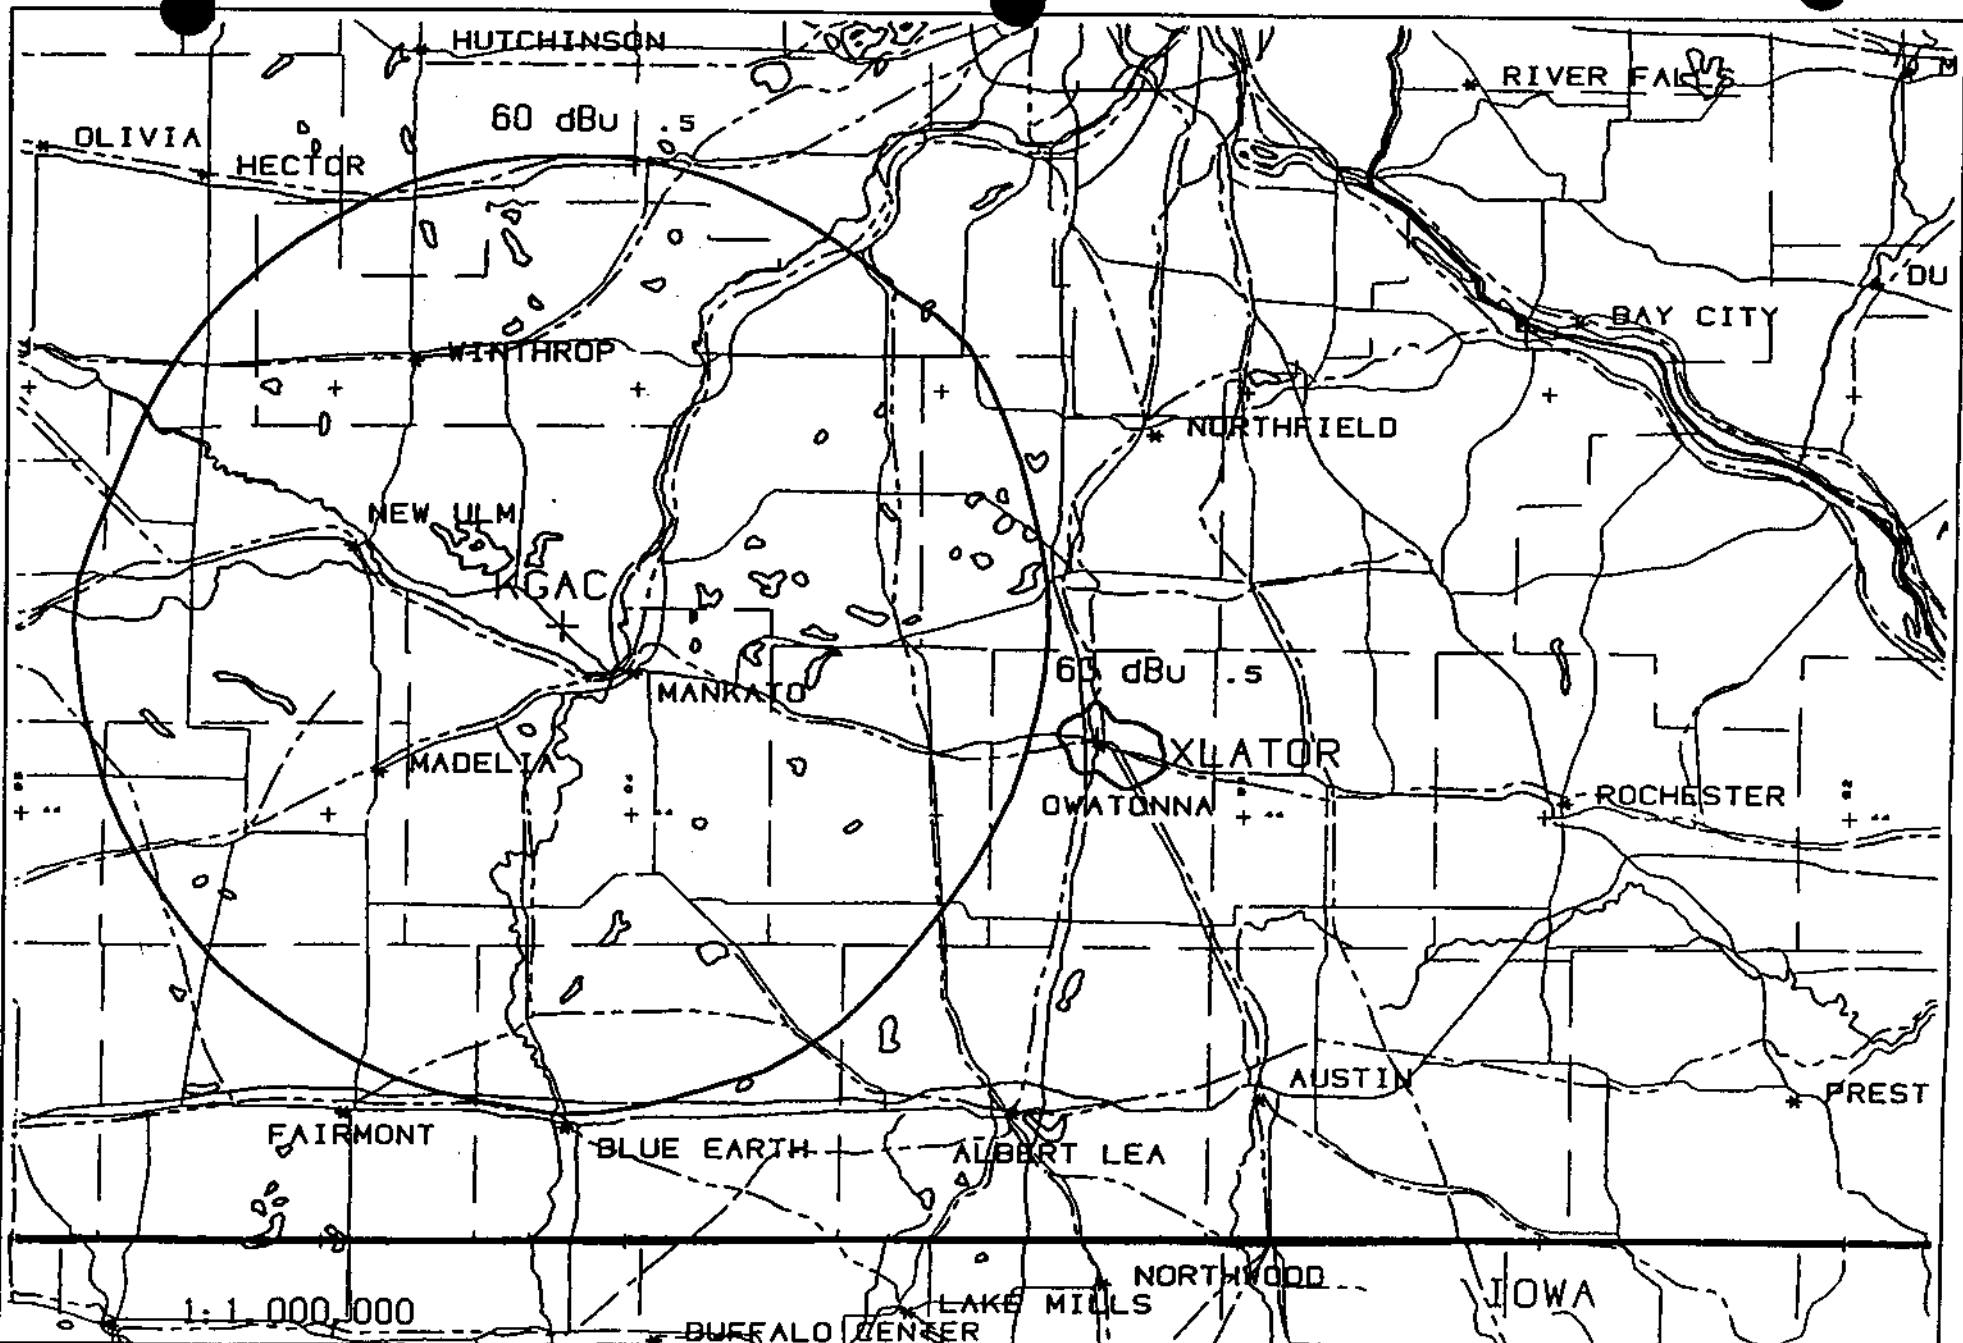 HUTCHINSON
RIVER FALLS
M
60 dBu .5
OLIVIA
HECTOR
DU
BAY CITY
WINTHROP
NORTHFIELD
NEW ULM
KGAC
60 dBu .5
MANKATO
MADELIA
XLATOR
OWATONNA
ROCHESTER
AUSTIN
PREST
FAIRMONT
BLUE EARTH
ALBERT LEA
NORTHWOOD
IOWA
1:1,000,000
LAKE MILLS
BUFFALO CENTER